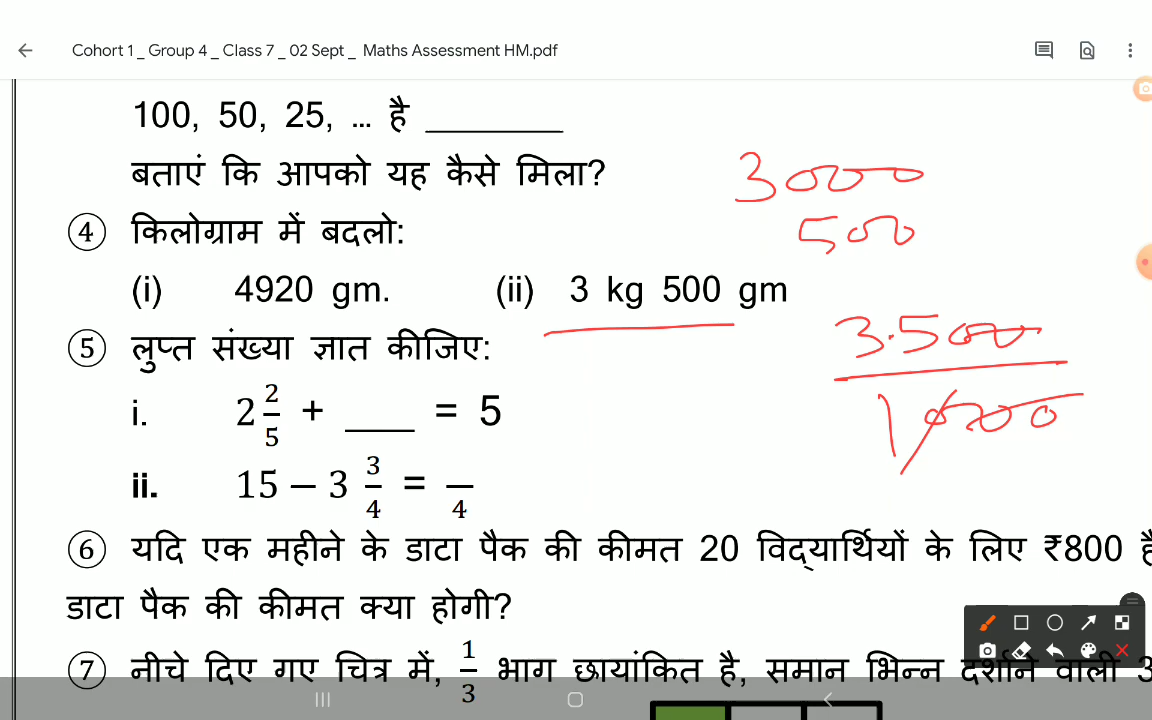 Cohort 1 _ Group 4 _ Class 7 _ 02 Sept _ Maths Assessment HM.pdf
100, 50, 25, ... है ________
बताएं कि आपको यह कैसे मिला?
3000
④ किलोग्राम में बदलो:
500
(i) 4920 gm. (ii) 3 kg 500 gm
⑤ लुप्त संख्या ज्ञात कीजिए:
3.500
1000
i. 2 2/5 + ___ = 5
ii. 15 – 3 3/4 = _/4
⑥ यदि एक महीने के डाटा पैक की कीमत 20 विद्यार्थियों के लिए ₹800 है
डाटा पैक की कीमत क्या होगी?
⑦ नीचे दिए गए चित्र में, 1/3 भाग छायांकित है, समान भिन्न दर्शाने वाली 3